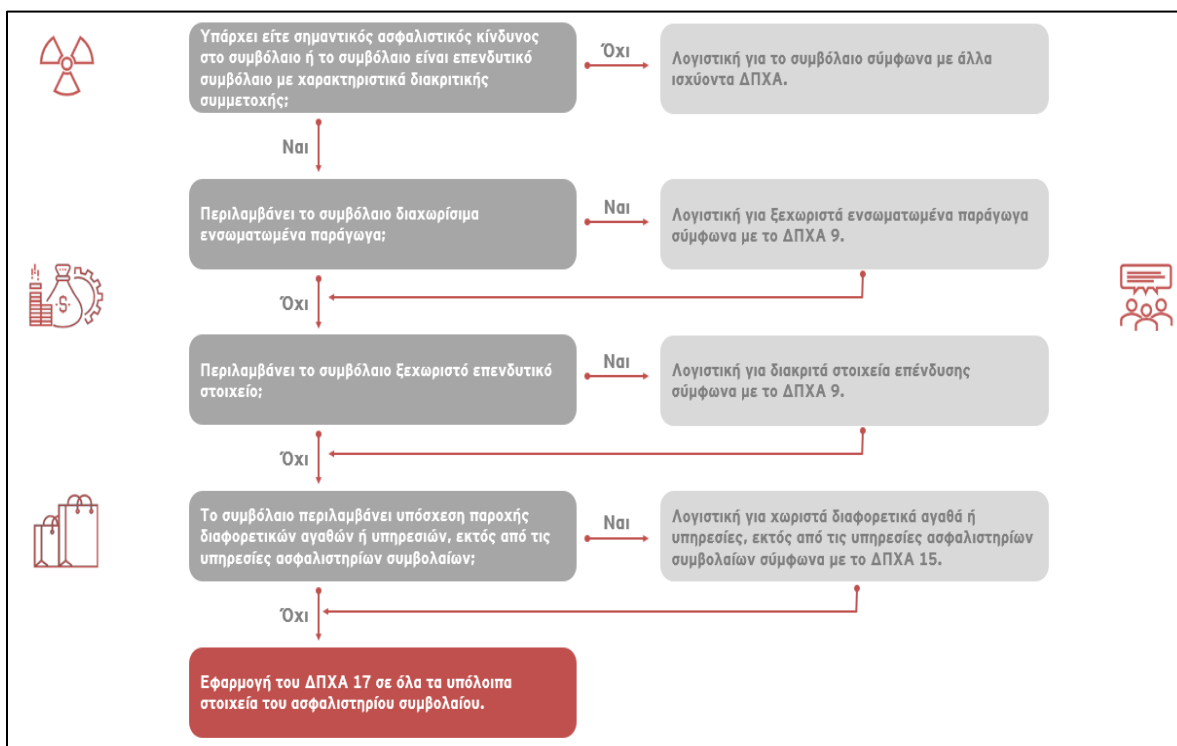 Υπάρχει είτε σημαντικός ασφαλιστικός κίνδυνος
στο συμβόλαιο ή το συμβόλαιο είναι επενδυτικό
συμβόλαιο με χαρακτηριστικά διακριτικής
συμμετοχής;
Όχι
Λογιστική για το συμβόλαιο σύμφωνα με άλλα
ισχύοντα ΔΠΧΑ.
Ναι
Περιλαμβάνει το συμβόλαιο διαχωρίσιμα
ενσωματωμένα παράγωγα;
Ναι
Λογιστική για ξεχωριστά ενσωματωμένα παράγωγα
σύμφωνα με το ΔΠΧΑ 9.
Όχι
Περιλαμβάνει το συμβόλαιο ξεχωριστό επενδυτικό
στοιχείο;
Ναι
Λογιστική για διακριτά στοιχεία επένδυσης
σύμφωνα με το ΔΠΧΑ 9.
Όχι
Το συμβόλαιο περιλαμβάνει υπόσχεση παροχής
διαφορετικών αγαθών ή υπηρεσιών, εκτός από τις
υπηρεσίες ασφαλιστηρίων συμβολαίων;
Ναι
Λογιστική για χωριστά διαφορετικά αγαθά ή
υπηρεσίες, εκτός από τις υπηρεσίες ασφαλιστηρίων
συμβολαίων σύμφωνα με το ΔΠΧΑ 15.
Όχι
Εφαρμογή του ΔΠΧΑ 17 σε όλα τα υπόλοιπα
στοιχεία του ασφαλιστηρίου συμβολαίου.